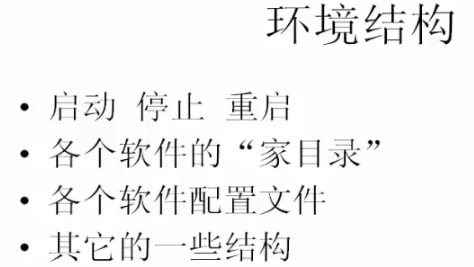 环境结构
• 启动 停止 重启
• 各个软件的“家目录”
• 各个软件配置文件
• 其它的一些结构